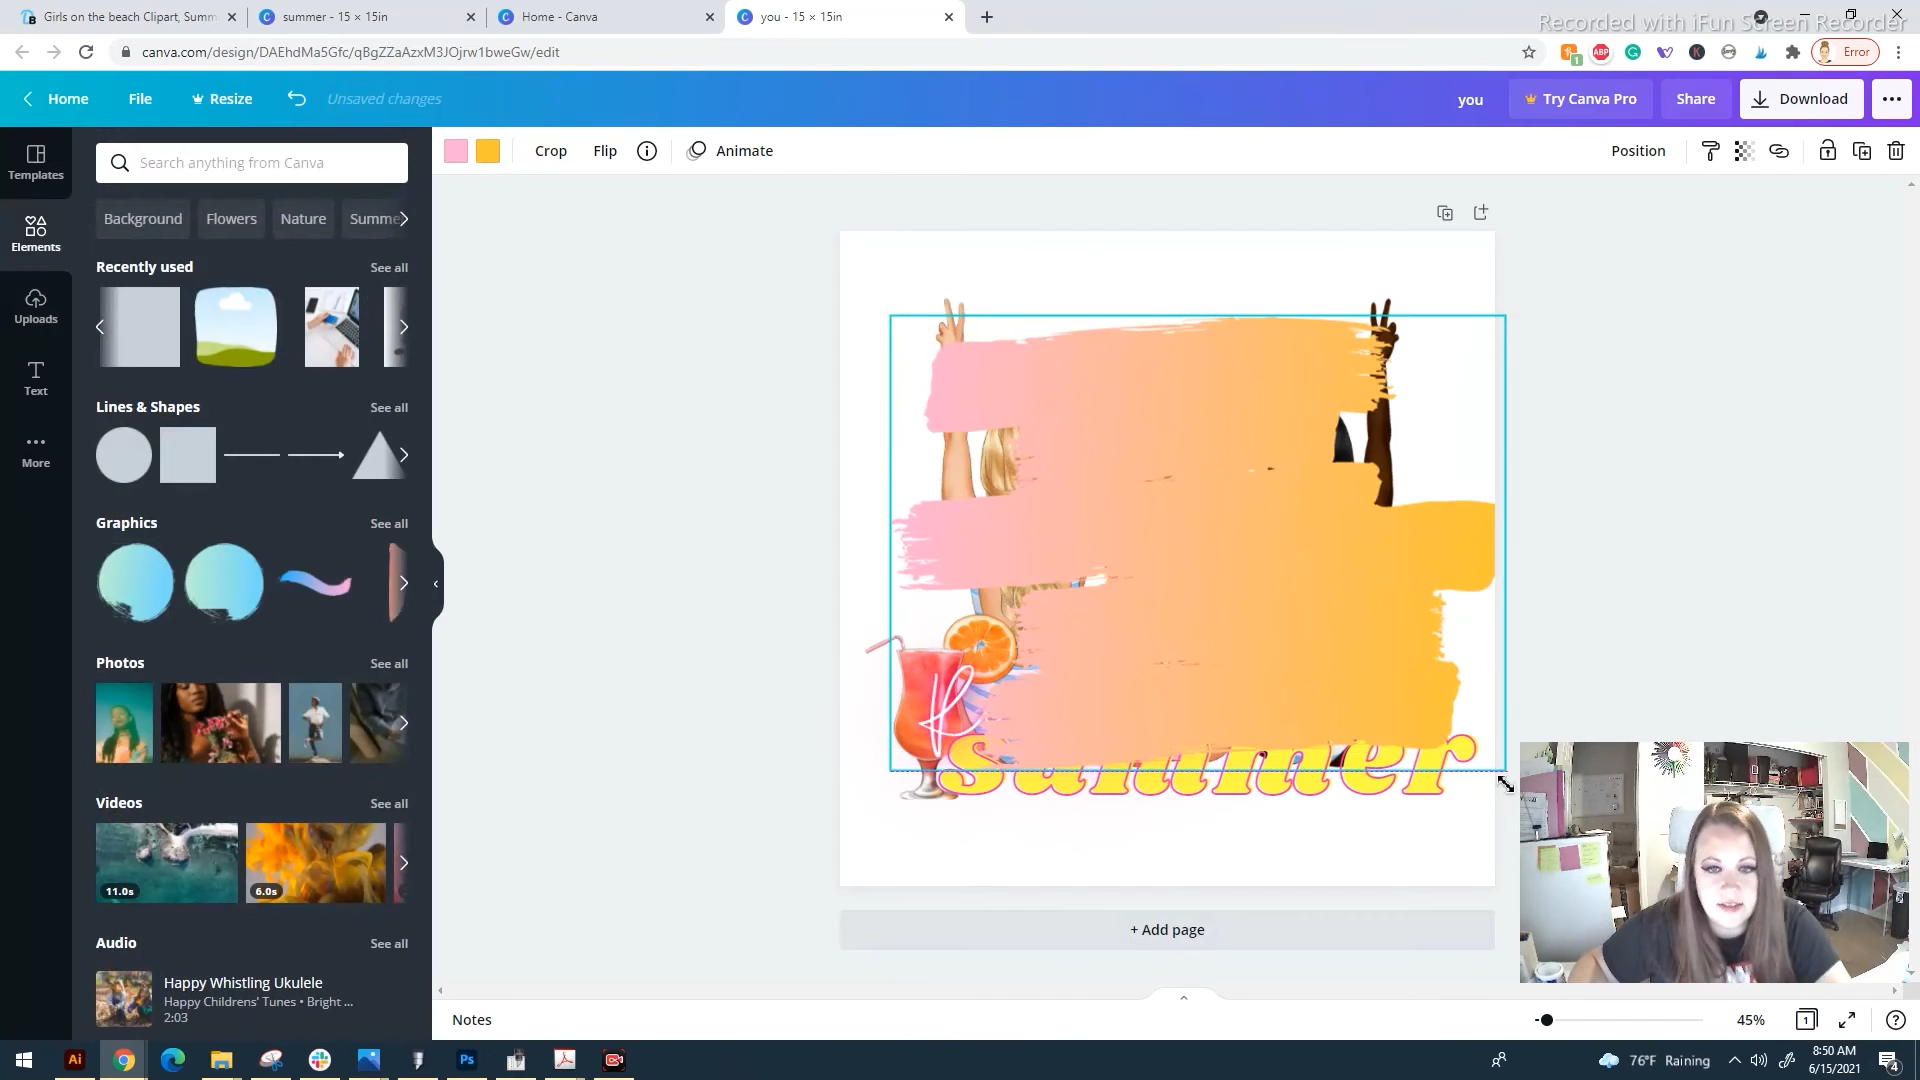 Recorded with iFun Screen Recorder
Girls on the beach Clipart, Summ
summer - 15 × 15in
Home - Canva
you - 15 × 15in
canva.com/design/DAEhdMa5Gfc/qBgZZaAzxM3JOjrw1bweGw/edit
Error
Home
File
Resize
Unsaved changes
you
Try Canva Pro
Share
Download
Templates
Elements
Uploads
Text
More
Search anything from Canva
Background
Flowers
Nature
Summe
Crop
Flip
Animate
Position
Recently used
See all
Lines & Shapes
See all
Graphics
See all
Photos
See all
Videos
See all
11.0s
6.0s
Audio
See all
Happy Whistling Ukulele
Happy Childrens' Tunes • Bright ...
2:03
summer
+ Add page
Notes
45%
1
76°F Raining
8:50 AM
6/15/2021
4